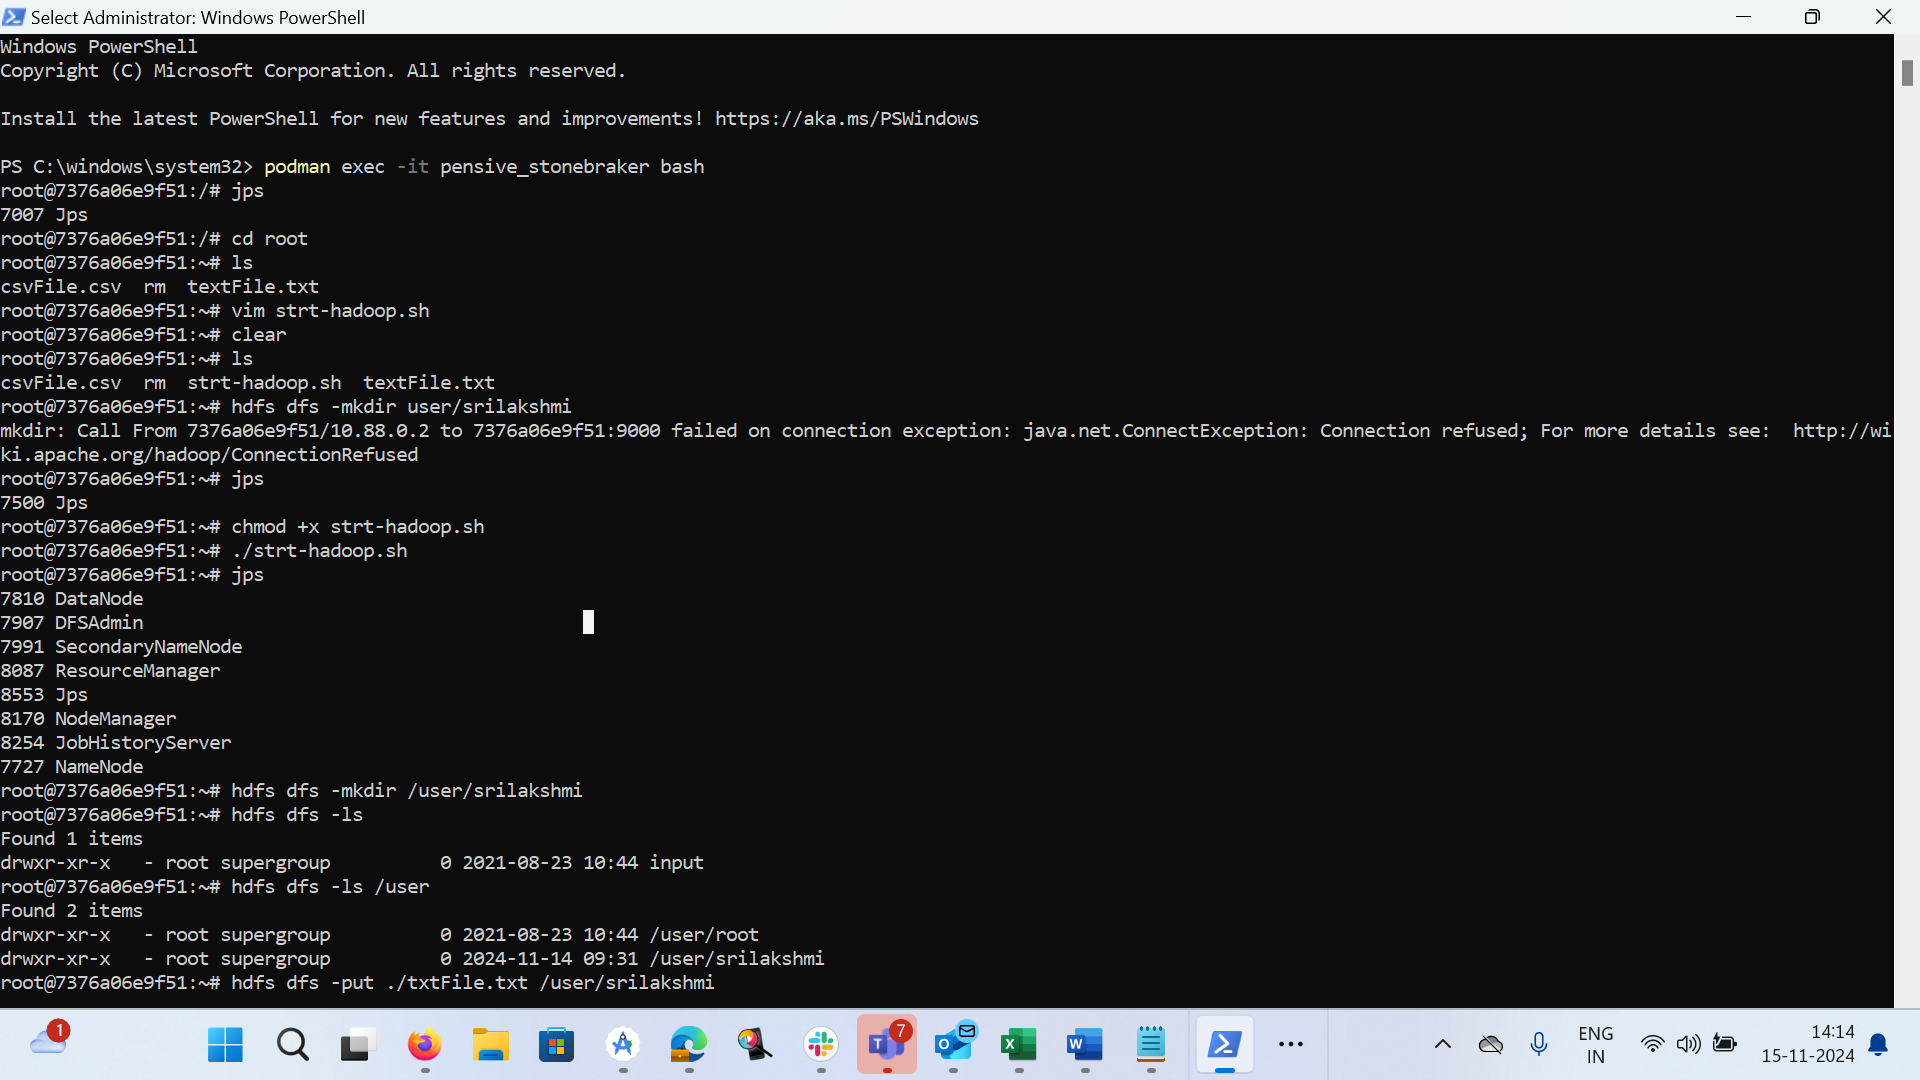 Select Administrator: Windows PowerShell
Windows PowerShell
Copyright (C) Microsoft Corporation. All rights reserved.
Install the latest PowerShell for new features and improvements! https://aka.ms/PSWindows
PS C:\windows\system32> podman exec -it pensive_stonebraker bash
root@7376a06e9f51:/# jps
7007 Jps
root@7376a06e9f51:/# cd root
root@7376a06e9f51:~# ls
csvFile.csv  rm  textFile.txt
root@7376a06e9f51:~# vim strt-hadoop.sh
root@7376a06e9f51:~# clear
root@7376a06e9f51:~# ls
csvFile.csv  rm  strt-hadoop.sh  textFile.txt
root@7376a06e9f51:~# hdfs dfs -mkdir user/srilakshmi
mkdir: Call From 7376a06e9f51/10.88.0.2 to 7376a06e9f51:9000 failed on connection exception: java.net.ConnectException: Connection refused; For more details see:  http://wi
ki.apache.org/hadoop/ConnectionRefused
root@7376a06e9f51:~# jps
7500 Jps
root@7376a06e9f51:~# chmod +x strt-hadoop.sh
root@7376a06e9f51:~# ./strt-hadoop.sh
root@7376a06e9f51:~# jps
7810 DataNode
7907 DFSAdmin
7991 SecondaryNameNode
8087 ResourceManager
8553 Jps
8170 NodeManager
8254 JobHistoryServer
7727 NameNode
root@7376a06e9f51:~# hdfs dfs -mkdir /user/srilakshmi
root@7376a06e9f51:~# hdfs dfs -ls
Found 1 items
drwxr-xr-x   - root supergroup          0 2021-08-23 10:44 input
root@7376a06e9f51:~# hdfs dfs -ls /user
Found 2 items
drwxr-xr-x   - root supergroup          0 2021-08-23 10:44 /user/root
drwxr-xr-x   - root supergroup          0 2024-11-14 09:31 /user/srilakshmi
root@7376a06e9f51:~# hdfs dfs -put ./txtFile.txt /user/srilakshmi
1
T 7
O
X
W
ENG
IN
14:14
15-11-2024